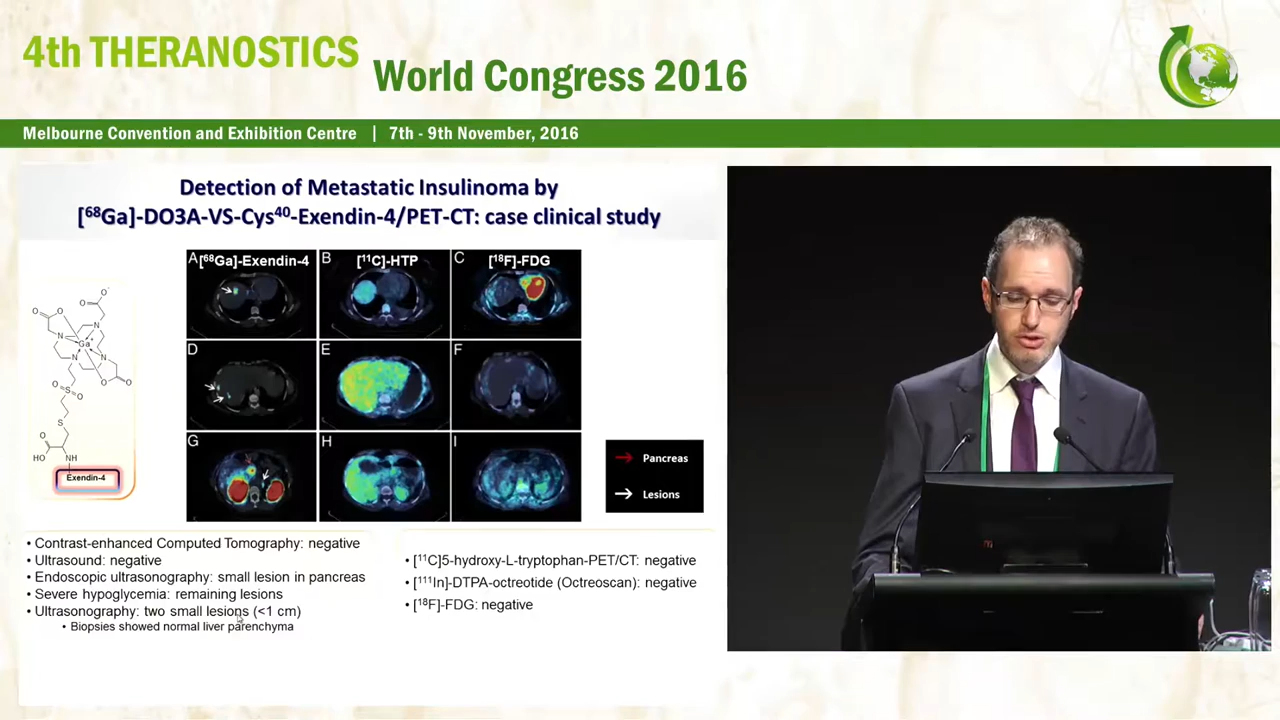 4th THERANOSTICS
World Congress 2016
Melbourne Convention and Exhibition Centre | 7th - 9th November, 2016
Detection of Metastatic Insulinoma by
[⁶⁸Ga]-DO3A-VS-Cys⁴⁰-Exendin-4/PET-CT: case clinical study
A [⁶⁸Ga]-Exendin-4
B [¹¹C]-HTP
C [¹⁸F]-FDG
D
E
F
G
H
I
→ Pancreas
→ Lesions
O
O⁻
O
O
N
N
Ga
N
N
O
O
O
S
O
S
O
HO
NH
Exendin-4
• Contrast-enhanced Computed Tomography: negative
• Ultrasound: negative
• Endoscopic ultrasonography: small lesion in pancreas
• Severe hypoglycemia: remaining lesions
• Ultrasonography: two small lesions (<1 cm)
• Biopsies showed normal liver parenchyma
• [¹¹C]5-hydroxy-L-tryptophan-PET/CT: negative
• [¹¹¹In]-DTPA-octreotide (Octreoscan): negative
• [¹⁸F]-FDG: negative